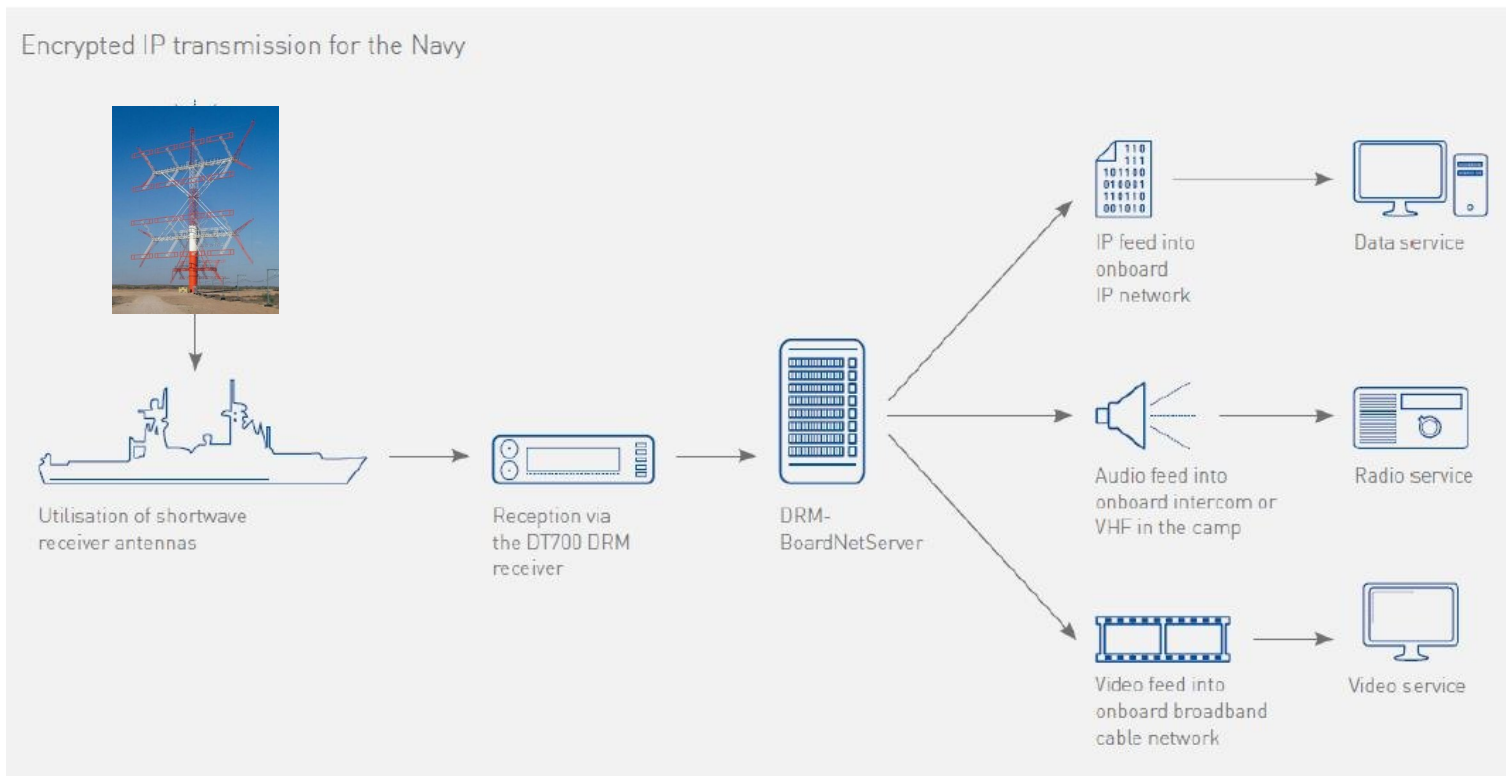 Encrypted IP transmission for the Navy
110
111
101100
010001
110110
001010
IP feed into
onboard
IP network
Data service
Utilisation of shortwave
receiver antennas
Reception via
the DT700 DRM
receiver
DRM-
BoardNetServer
Audio feed into
onboard intercom or
VHF in the camp
Radio service
Video feed into
onboard broadband
cable network
Video service